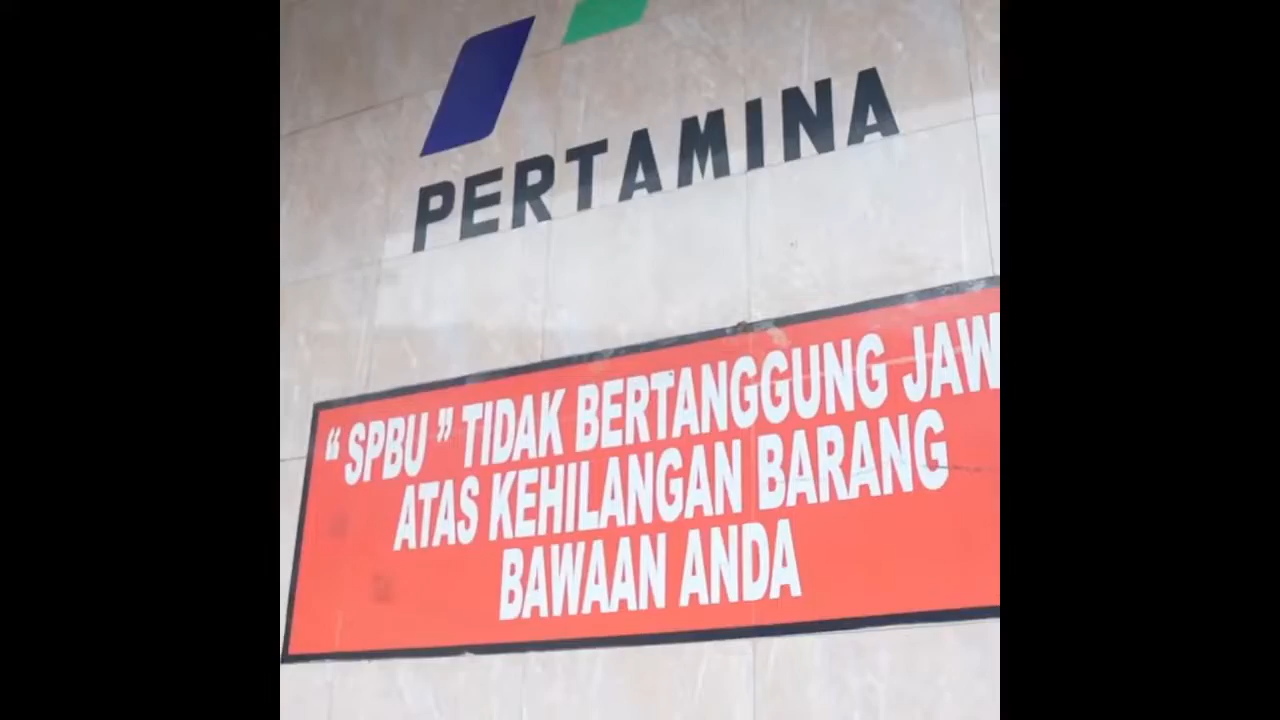 PERTAMINA
“ SPBU ” TIDAK BERTANGGUNG JAW
ATAS KEHILANGAN BARANG
BAWAAN ANDA